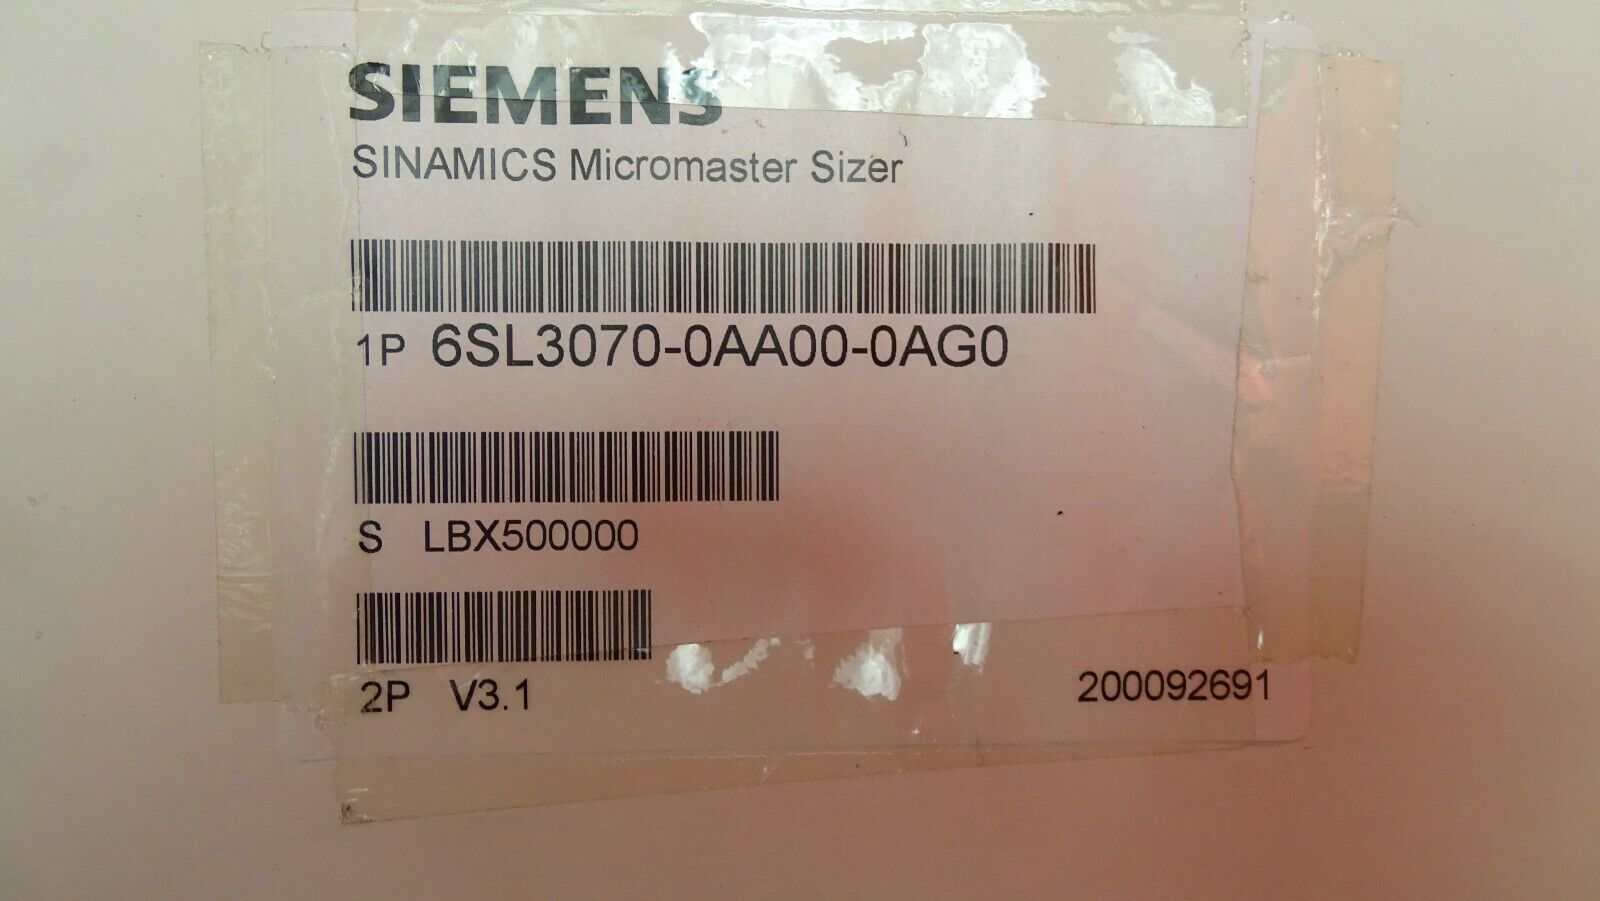 SIEMENS
SINAMICS Micromaster Sizer
1P 6SL3070-0AA00-0AG0
S LBX500000
2P V3.1
200092691